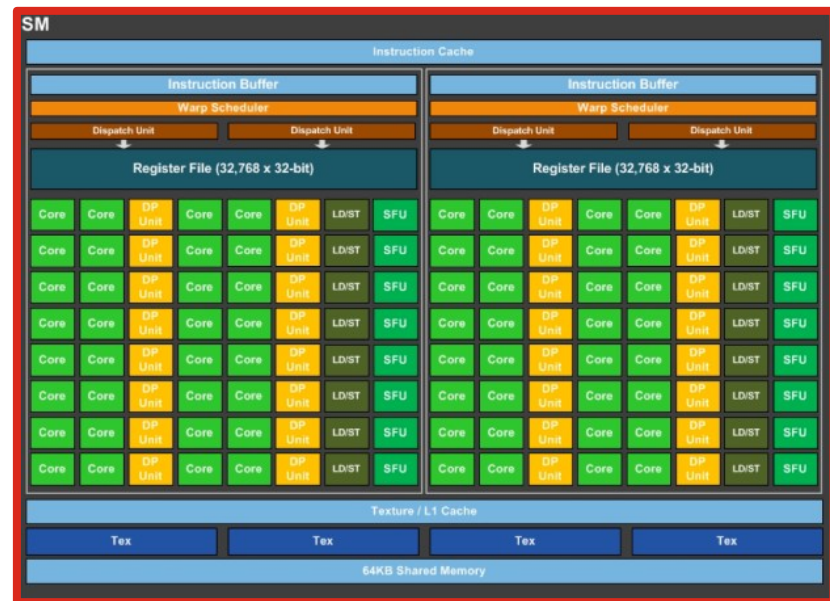 SM
Instruction Cache
Instruction Buffer Instruction Buffer
Warp Scheduler Warp Scheduler
Dispatch Unit Dispatch Unit Dispatch Unit Dispatch Unit
Register File (32,768 x 32-bit) Register File (32,768 x 32-bit)
Core Core DP Unit Core Core DP Unit LD/ST SFU Core Core DP Unit Core Core DP Unit LD/ST SFU
Core Core DP Unit Core Core DP Unit LD/ST SFU Core Core DP Unit Core Core DP Unit LD/ST SFU
Core Core DP Unit Core Core DP Unit LD/ST SFU Core Core DP Unit Core Core DP Unit LD/ST SFU
Core Core DP Unit Core Core DP Unit LD/ST SFU Core Core DP Unit Core Core DP Unit LD/ST SFU
Core Core DP Unit Core Core DP Unit LD/ST SFU Core Core DP Unit Core Core DP Unit LD/ST SFU
Core Core DP Unit Core Core DP Unit LD/ST SFU Core Core DP Unit Core Core DP Unit LD/ST SFU
Core Core DP Unit Core Core DP Unit LD/ST SFU Core Core DP Unit Core Core DP Unit LD/ST SFU
Core Core DP Unit Core Core DP Unit LD/ST SFU Core Core DP Unit Core Core DP Unit LD/ST SFU
Texture / L1 Cache
Tex Tex Tex Tex
64KB Shared Memory